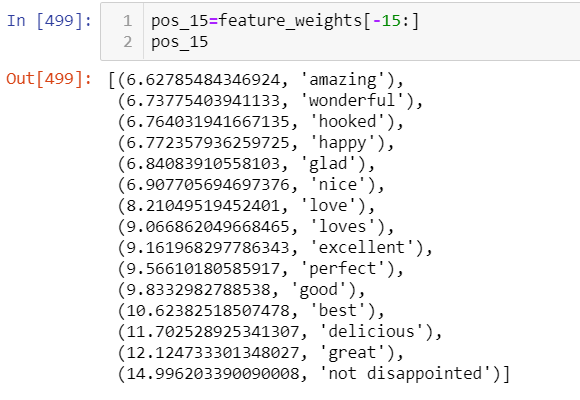 In [499]: 1 pos_15=feature_weights[-15:]
2 pos_15
Out[499]: [(6.62785484346924, 'amazing'),
(6.73775403941133, 'wonderful'),
(6.764031941667135, 'hooked'),
(6.772357936259725, 'happy'),
(6.84083910558103, 'glad'),
(6.907705694697376, 'nice'),
(8.21049519452401, 'love'),
(9.066862049668465, 'loves'),
(9.161968297786343, 'excellent'),
(9.56610180585917, 'perfect'),
(9.8332982788538, 'good'),
(10.62382518507478, 'best'),
(11.702528925341307, 'delicious'),
(12.124733301348027, 'great'),
(14.996203390090008, 'not disappointed')]